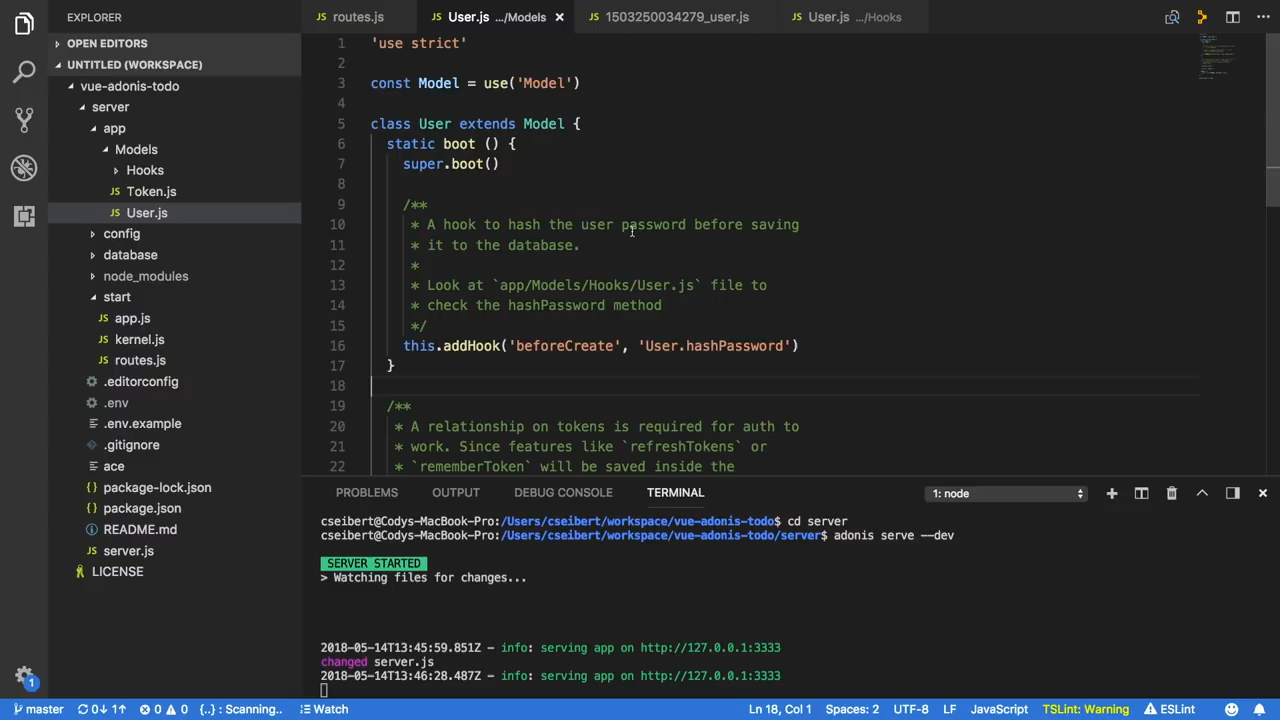 EXPLORER
OPEN EDITORS
UNTITLED (WORKSPACE)
vue-adonis-todo
server
app
Models
Hooks
JS Token.js
JS User.js
config
database
node_modules
start
JS app.js
JS kernel.js
JS routes.js
.editorconfig
.env
.env.example
.gitignore
ace
{} package-lock.json
{} package.json
README.md
JS server.js
LICENSE
1
JS routes.js
JS User.js .../Models
JS 1503250034279_user.js
JS User.js .../Hooks
1 'use strict'
2
3 const Model = use('Model')
4
5 class User extends Model {
6 static boot () {
7 super.boot()
8
9 /**
10 * A hook to hash the user password before saving
11 * it to the database.
12 *
13 * Look at `app/Models/Hooks/User.js` file to
14 * check the hashPassword method
15 */
16 this.addHook('beforeCreate', 'User.hashPassword')
17 }
18
19 /**
20 * A relationship on tokens is required for auth to
21 * work. Since features like `refreshTokens` or
22 * `rememberToken` will be saved inside the
PROBLEMS OUTPUT DEBUG CONSOLE TERMINAL 1: node
cseibert@Codys-MacBook-Pro:/Users/cseibert/workspace/vue-adonis-todo$ cd server
cseibert@Codys-MacBook-Pro:/Users/cseibert/workspace/vue-adonis-todo/server$ adonis serve --dev
SERVER STARTED
> Watching files for changes...
2018-05-14T13:45:59.851Z - info: serving app on http://127.0.0.1:3333
changed server.js
2018-05-14T13:46:28.487Z - info: serving app on http://127.0.0.1:3333
master 0↓ 1↑ 0 0 {..} : Scanning.. Watch Ln 18, Col 1 Spaces: 2 UTF-8 LF JavaScript TSLint: Warning ESLint